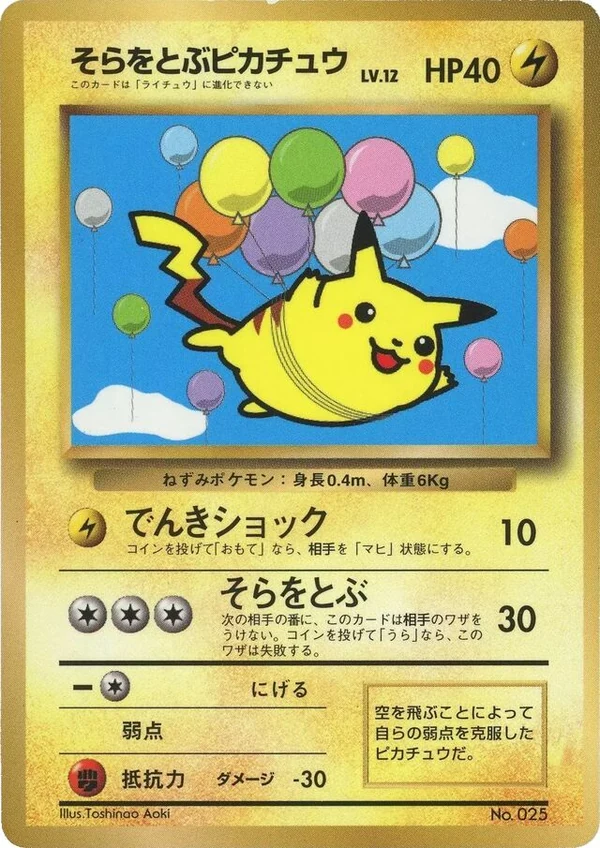 そらをとぶピカチュウ LV.12 HP40
このカードは「ライチュウ」に進化できない
ねずみポケモン：身長0.4m、体重6Kg
でんきショック 10
コインを投げて「おもて」なら、相手を「マヒ」状態にする。
そらをとぶ 30
次の相手の番に、このカードは相手のワザを
うけない。コインを投げて「うら」なら、この
ワザは失敗する。
にげる
弱点
抵抗力 ダメージ -30
空を飛ぶことによって
自らの弱点を克服した
ピカチュウだ。
Illus.Toshinao Aoki No. 025